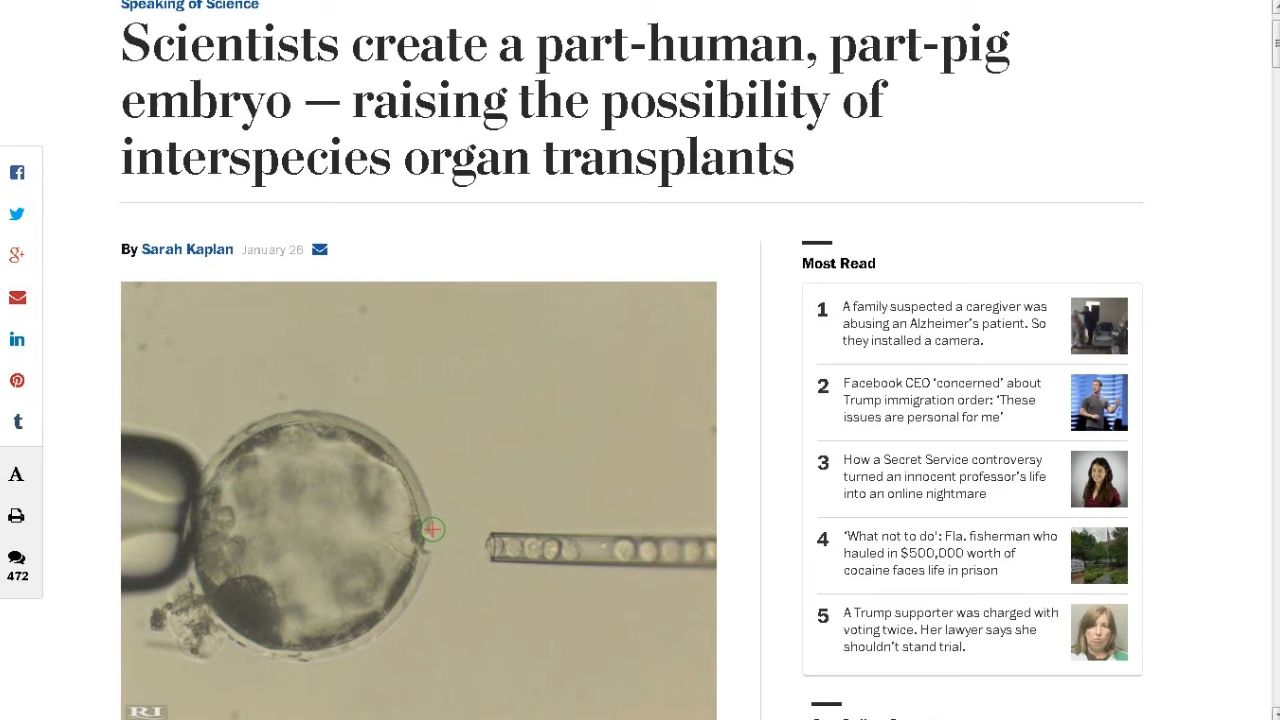 Speaking of Science
Scientists create a part-human, part-pig
embryo — raising the possibility of
interspecies organ transplants
By Sarah Kaplan January 26
A
472
RI
Most Read
1 A family suspected a caregiver was
abusing an Alzheimer's patient. So
they installed a camera.
2 Facebook CEO 'concerned' about
Trump immigration order: 'These
issues are personal for me'
3 How a Secret Service controversy
turned an innocent professor's life
into an online nightmare
4 'What not to do': Fla. fisherman who
hauled in $500,000 worth of
cocaine faces life in prison
5 A Trump supporter was charged with
voting twice. Her lawyer says she
shouldn't stand trial.